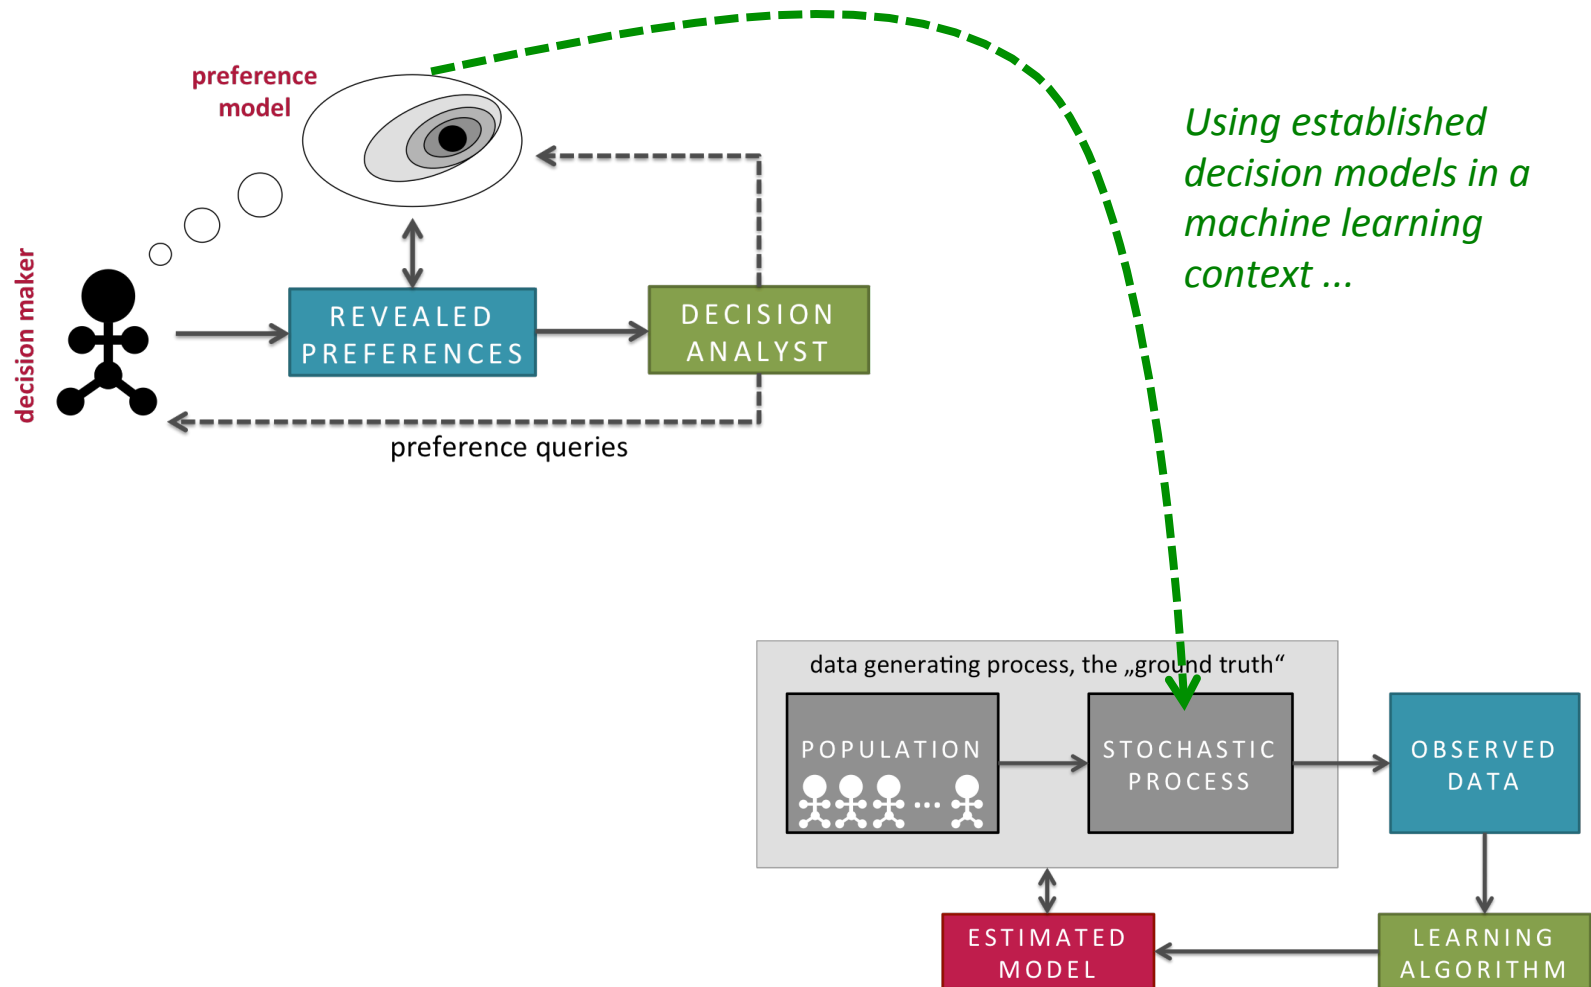 preference
model
Using established
decision models in a
machine learning
context ...
decision maker
REVEALED
PREFERENCES
DECISION
ANALYST
preference queries
data generating process, the „ground truth“
POPULATION
...
STOCHASTIC
PROCESS
OBSERVED
DATA
ESTIMATED
MODEL
LEARNING
ALGORITHM